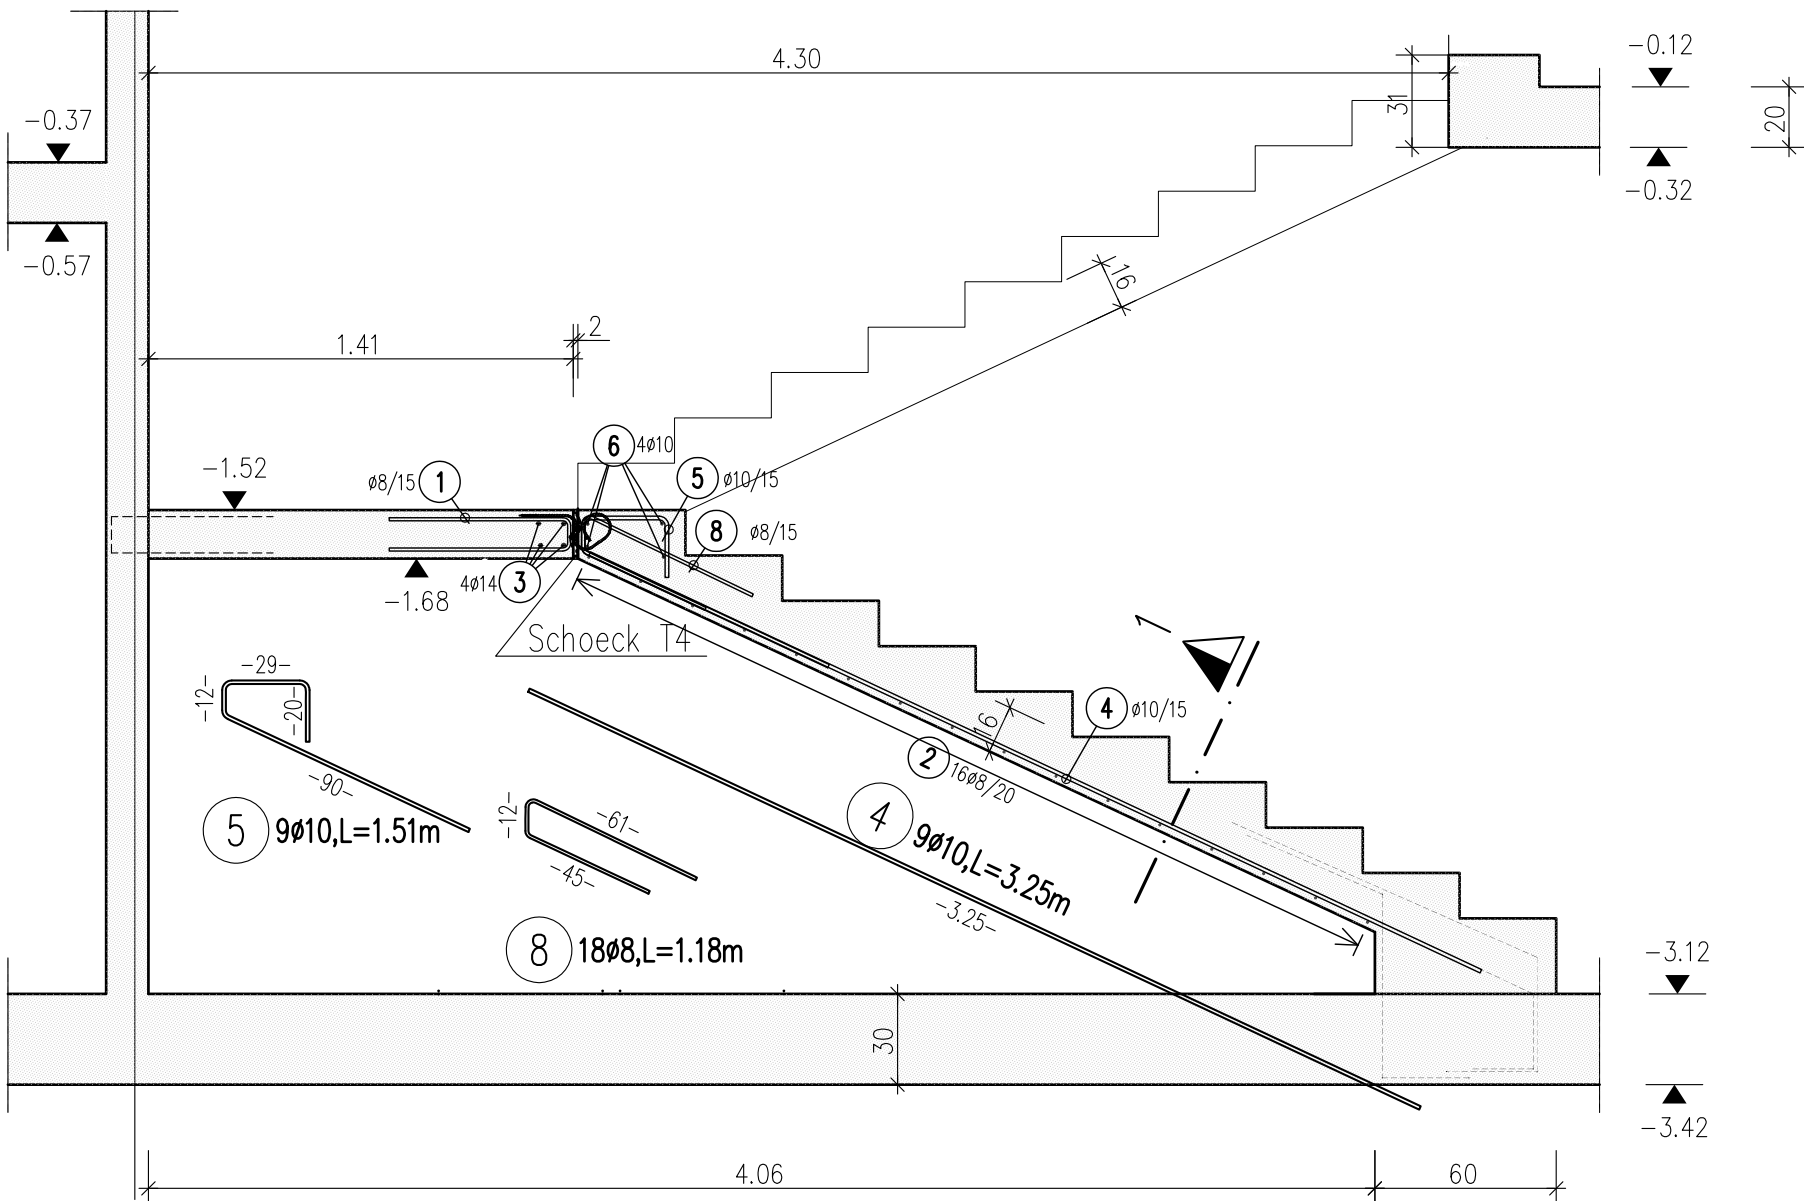 4.30
-0.12
31
20
-0.37
-0.32
-0.57
16
2
1.41
6 4ø10
-1.52
ø8/15 1
5 ø10/15
8 ø8/15
4ø14 3
-1.68
Schoeck T4
1
-29-
-12-
-20-
4 ø10/15
16
2 16ø8/20
-90-
-12-
-61-
-45-
5 9ø10,L=1.51m
4 9ø10,L=3.25m
-3.25-
8 18ø8,L=1.18m
-3.12
30
-3.42
4.06
60